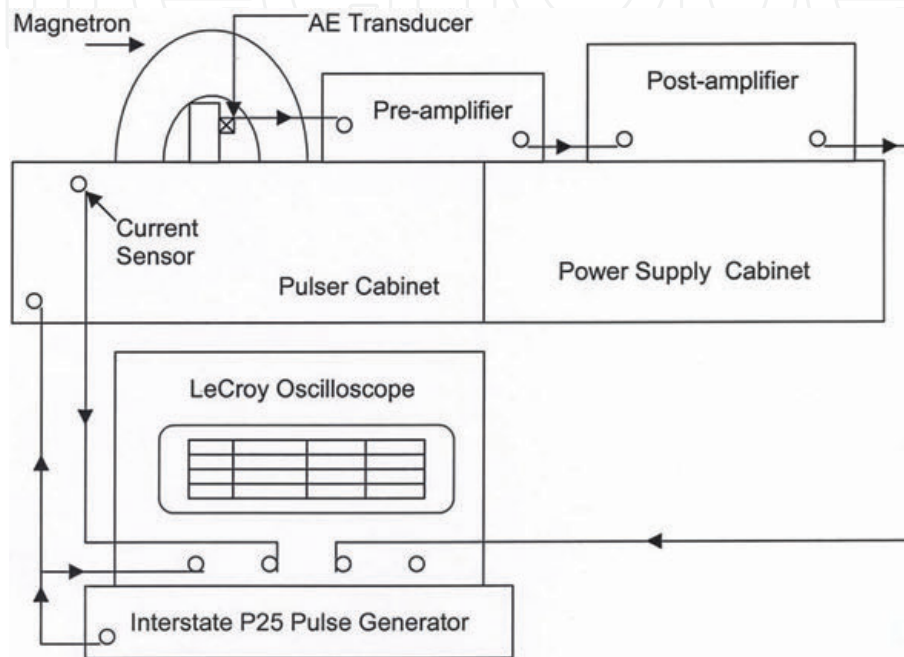 Magnetron
AE Transducer
Pre-amplifier
Post-amplifier
Current
Sensor
Pulser Cabinet
Power Supply Cabinet
LeCroy Oscilloscope
Interstate P25 Pulse Generator